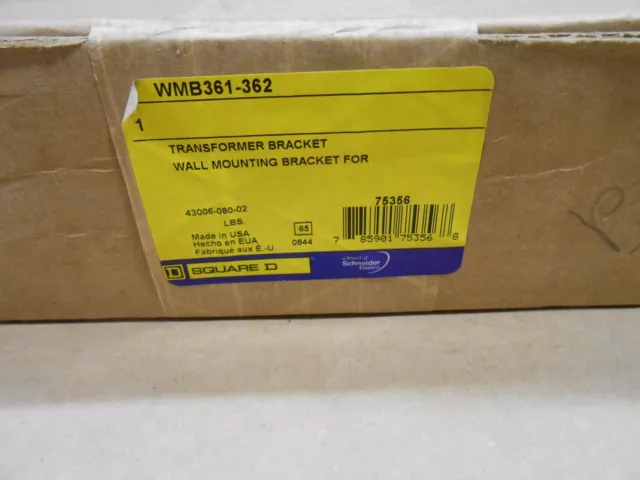 WMB361-362
1
TRANSFORMER BRACKET
WALL MOUNTING BRACKET FOR
43006-080-02
LBS.
Made in USA
Hecho en EUA
Fabriqué aux É.-U.
65
0844
75356
7 85901 75356 8
D SQUARE D
a brand of
Schneider
Electric